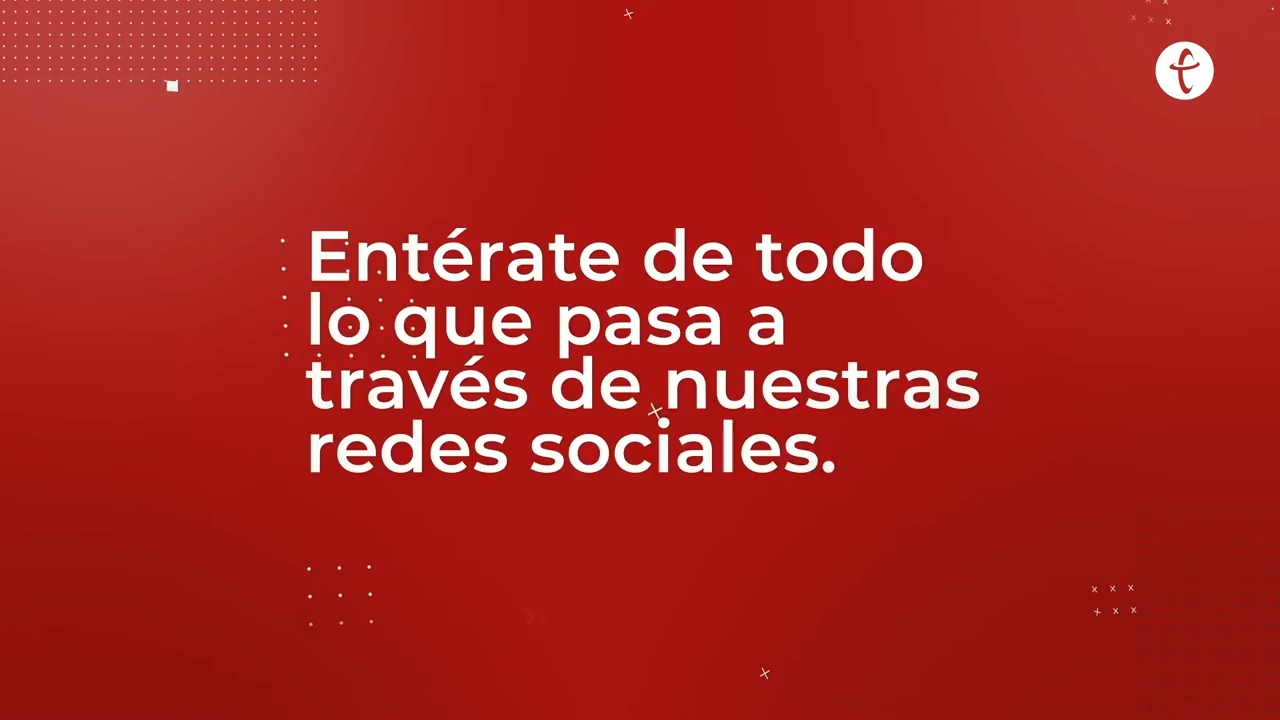 Entérate de todo
lo que pasa a
través de nuestras
redes sociales.